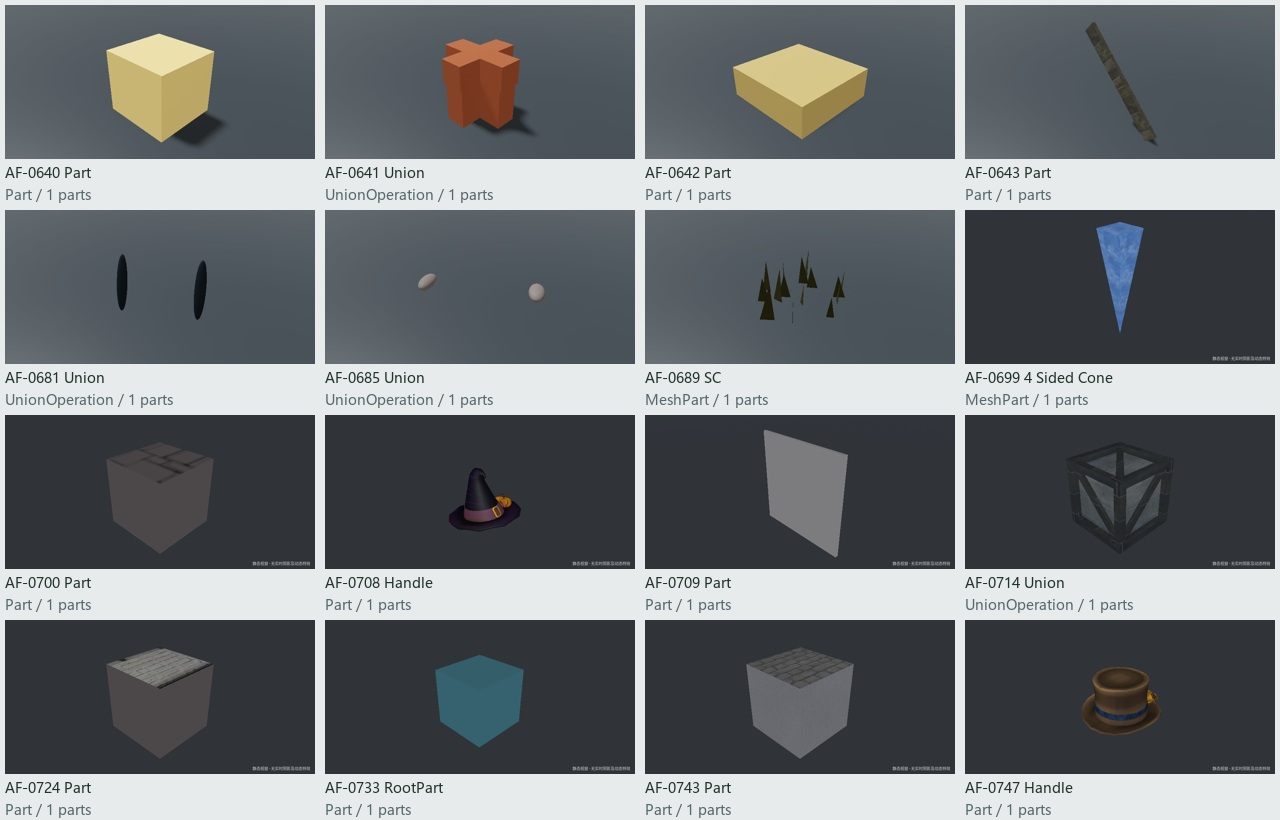 AF-0640 Part
Part / 1 parts
AF-0641 Union
UnionOperation / 1 parts
AF-0642 Part
Part / 1 parts
AF-0643 Part
Part / 1 parts
AF-0681 Union
UnionOperation / 1 parts
AF-0685 Union
UnionOperation / 1 parts
AF-0689 SC
MeshPart / 1 parts
AF-0699 4 Sided Cone
MeshPart / 1 parts
AF-0700 Part
Part / 1 parts
AF-0708 Handle
Part / 1 parts
AF-0709 Part
Part / 1 parts
AF-0714 Union
UnionOperation / 1 parts
AF-0724 Part
Part / 1 parts
AF-0733 RootPart
Part / 1 parts
AF-0743 Part
Part / 1 parts
AF-0747 Handle
Part / 1 parts